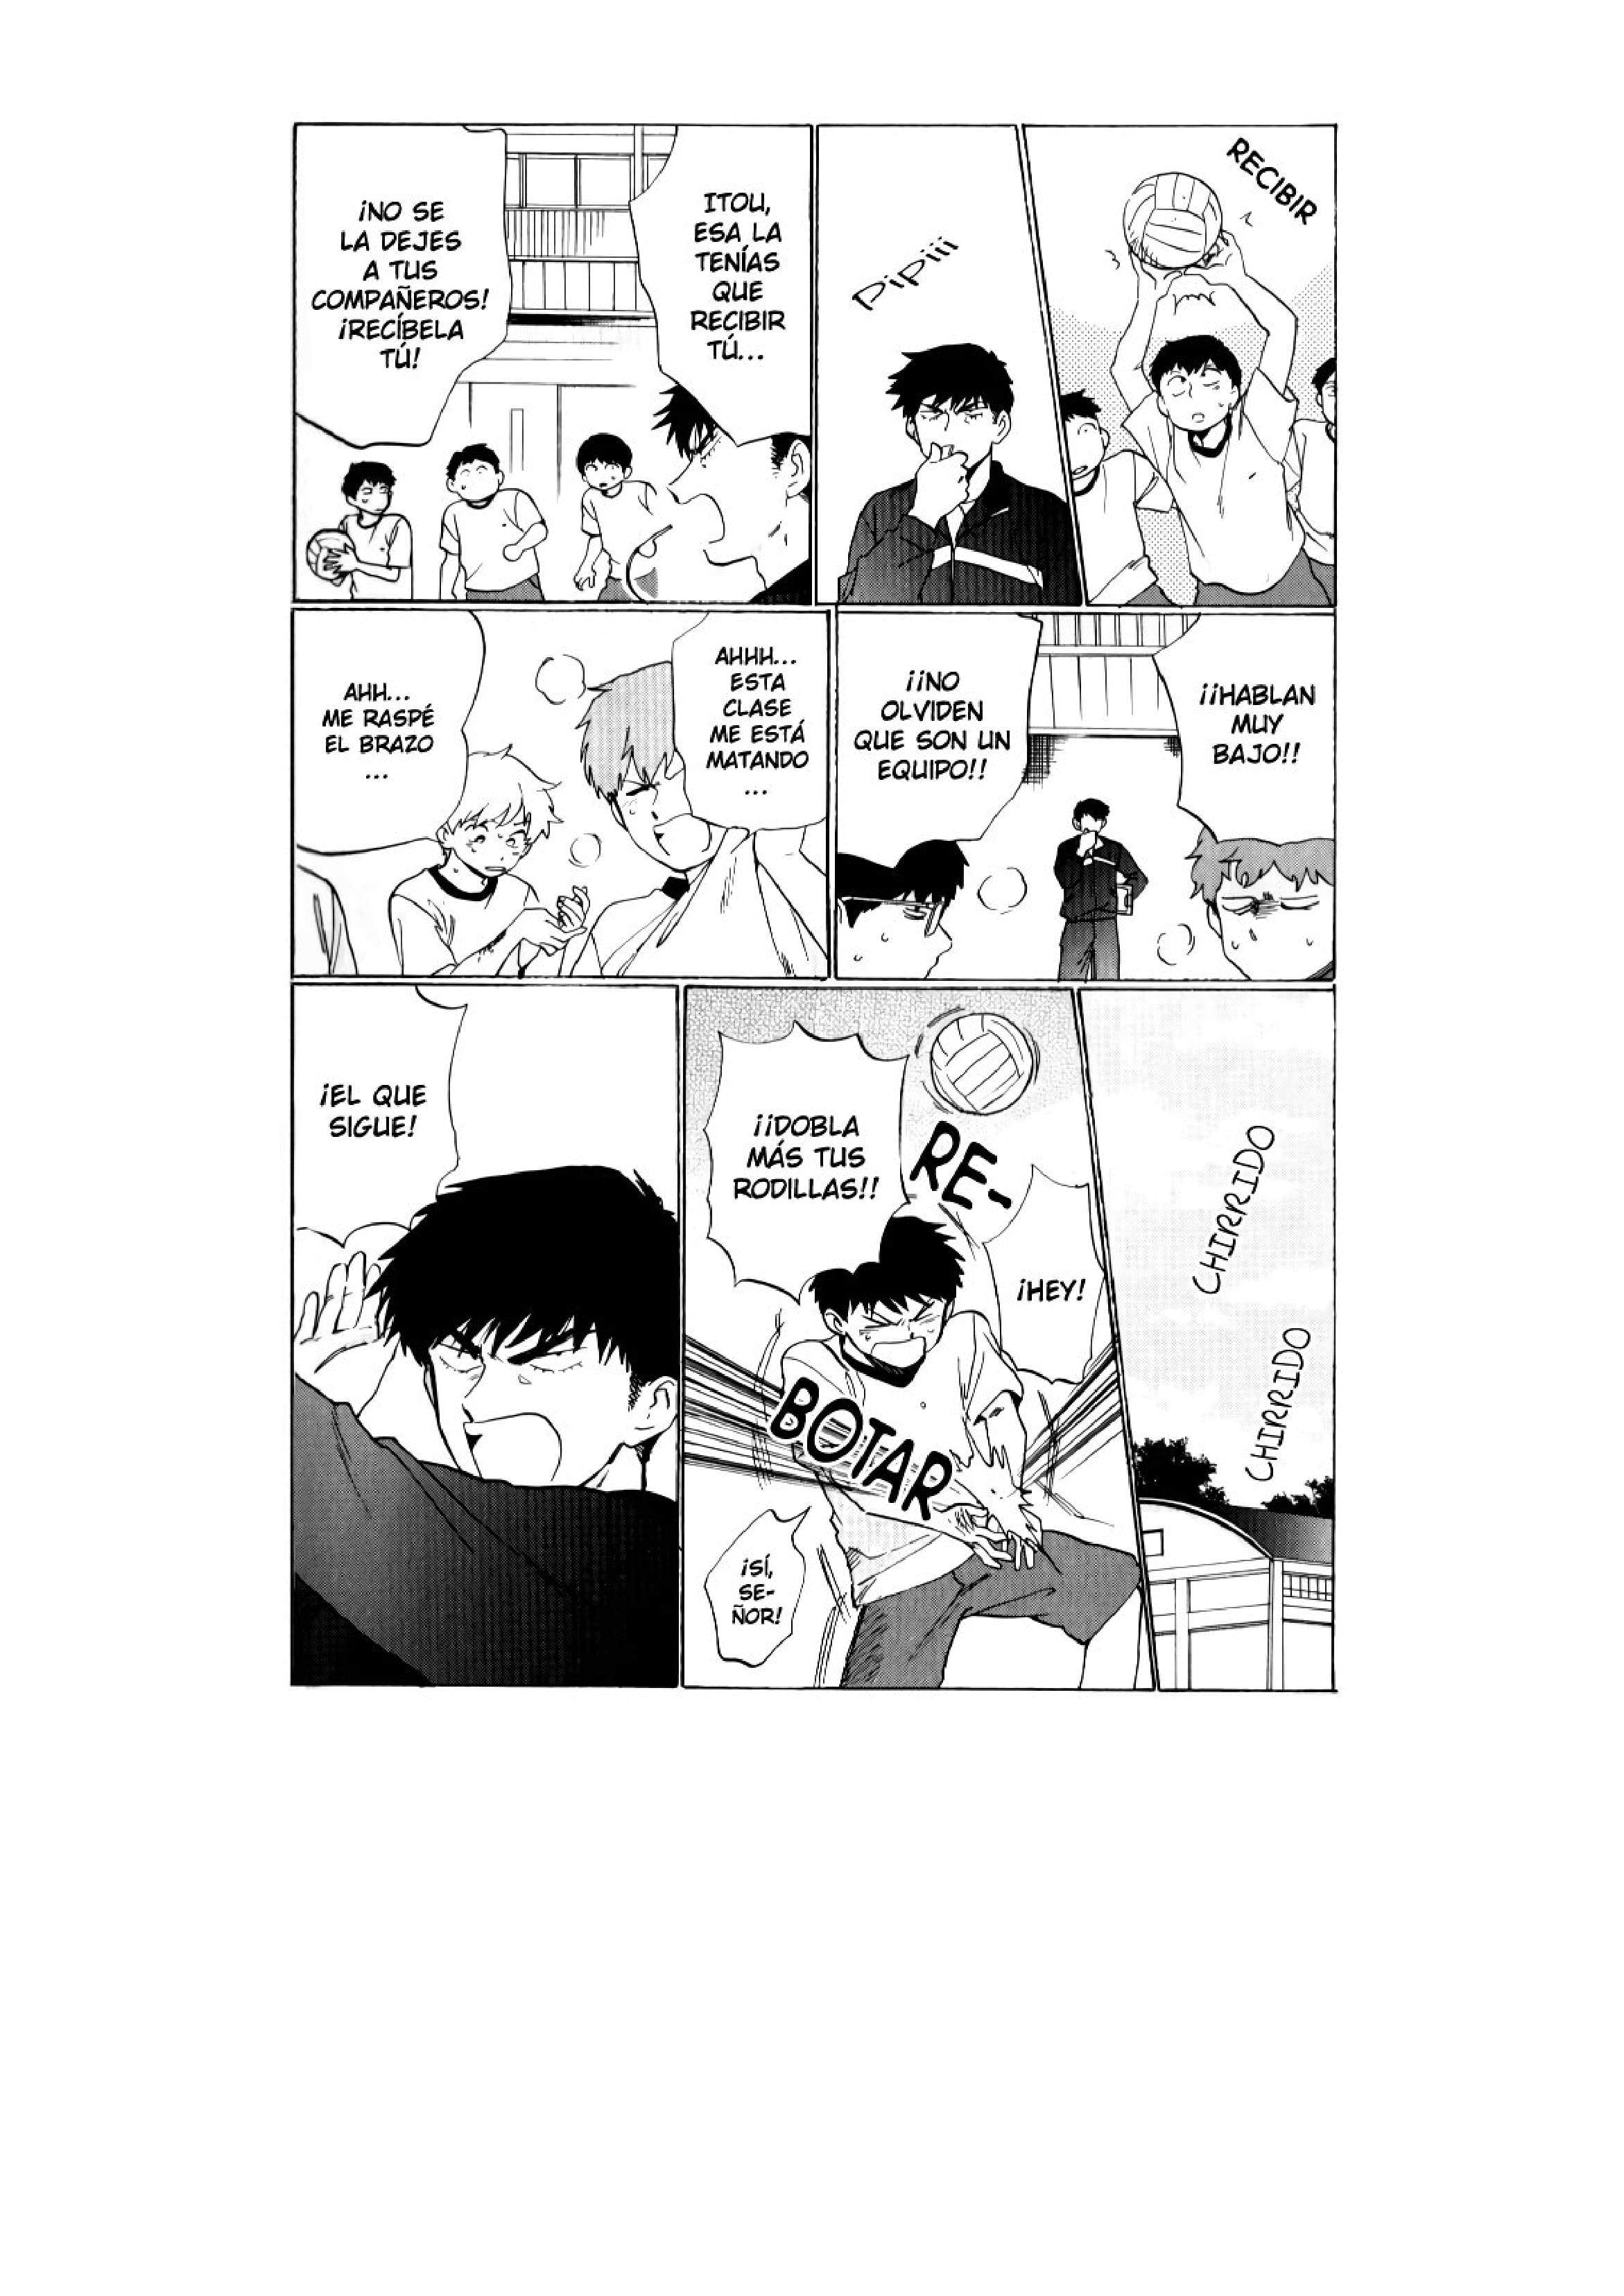 RECIBIR
PiPiiii
ITOU,
ESA LA
TENÍAS
QUE
RECIBIR
TÚ...
¡NO SE
LA DEJES
A TUS
COMPAÑEROS!
¡RECÍBELA
TÚ!
¡¡HABLAN
MUY
BAJO!!
¡¡NO
OLVIDEN
QUE SON UN
EQUIPO!!
AHHH...
ESTA
CLASE
ME ESTÁ
MATANDO
...
AHH...
ME RASPÉ
EL BRAZO
...
CHIRRIDO
CHIRRIDO
RE-
BOTAR
¡HEY!
¡¡DOBLA
MÁS TUS
RODILLAS!!
¡SÍ,
SE-
ÑOR!
¡EL QUE
SIGUE!